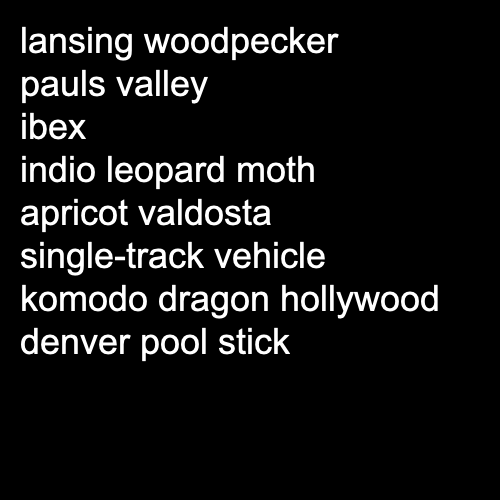 lansing woodpecker
pauls valley
ibex
indio leopard moth
apricot valdosta
single-track vehicle
komodo dragon hollywood
denver pool stick